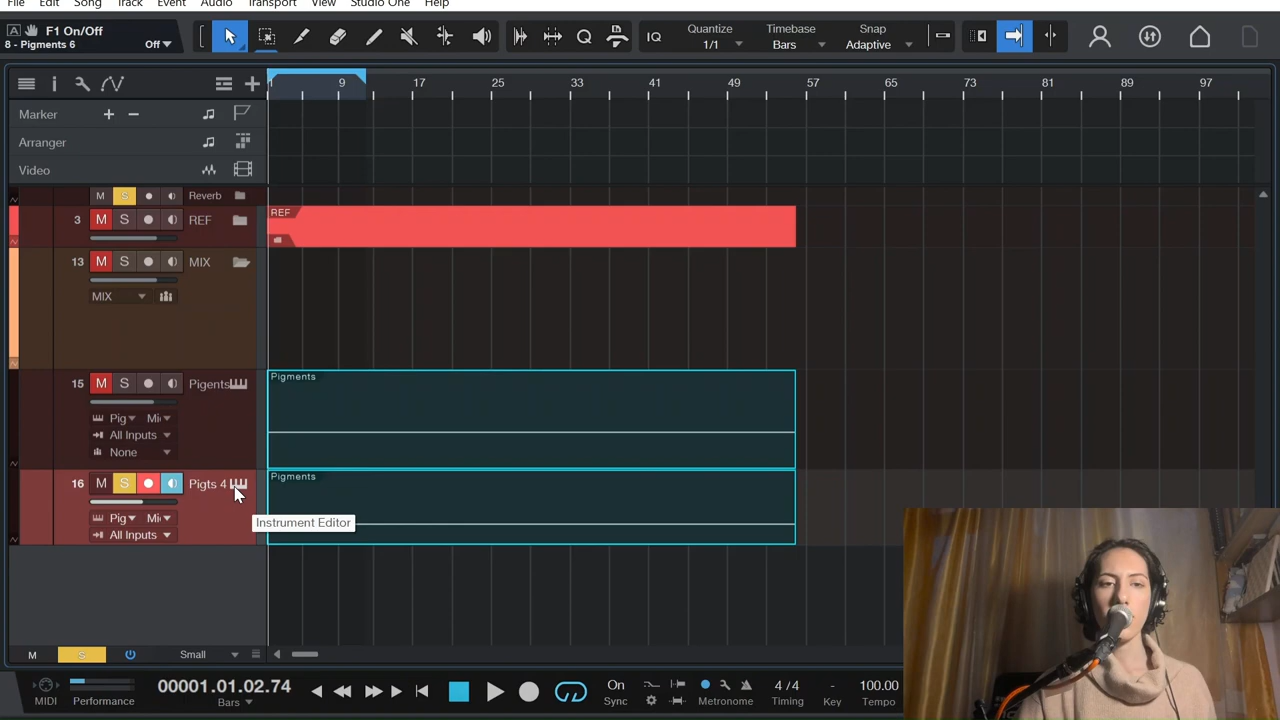 File Edit Song Track Event Audio Transport View Studio One Help
A F1 On/Off
8 - Pigments 6 Off
IQ
Quantize
1/1
Timebase
Bars
Snap
Adaptive
1 9 17 25 33 41 49 57 65 73 81 89 97
Marker
Arranger
Video
M S Reverb
3 M S REF
REF
13 M S MIX
MIX
Pigments
15 M S Pigents
Pig Mi
All Inputs
None
Pigments
16 M S Pigts 4
Pig Mi
All Inputs
Instrument Editor
M S Small
MIDI
Performance
00001.01.02.74
Bars
On
Sync
Metronome
4 / 4
Timing
-
Key
100.00
Tempo